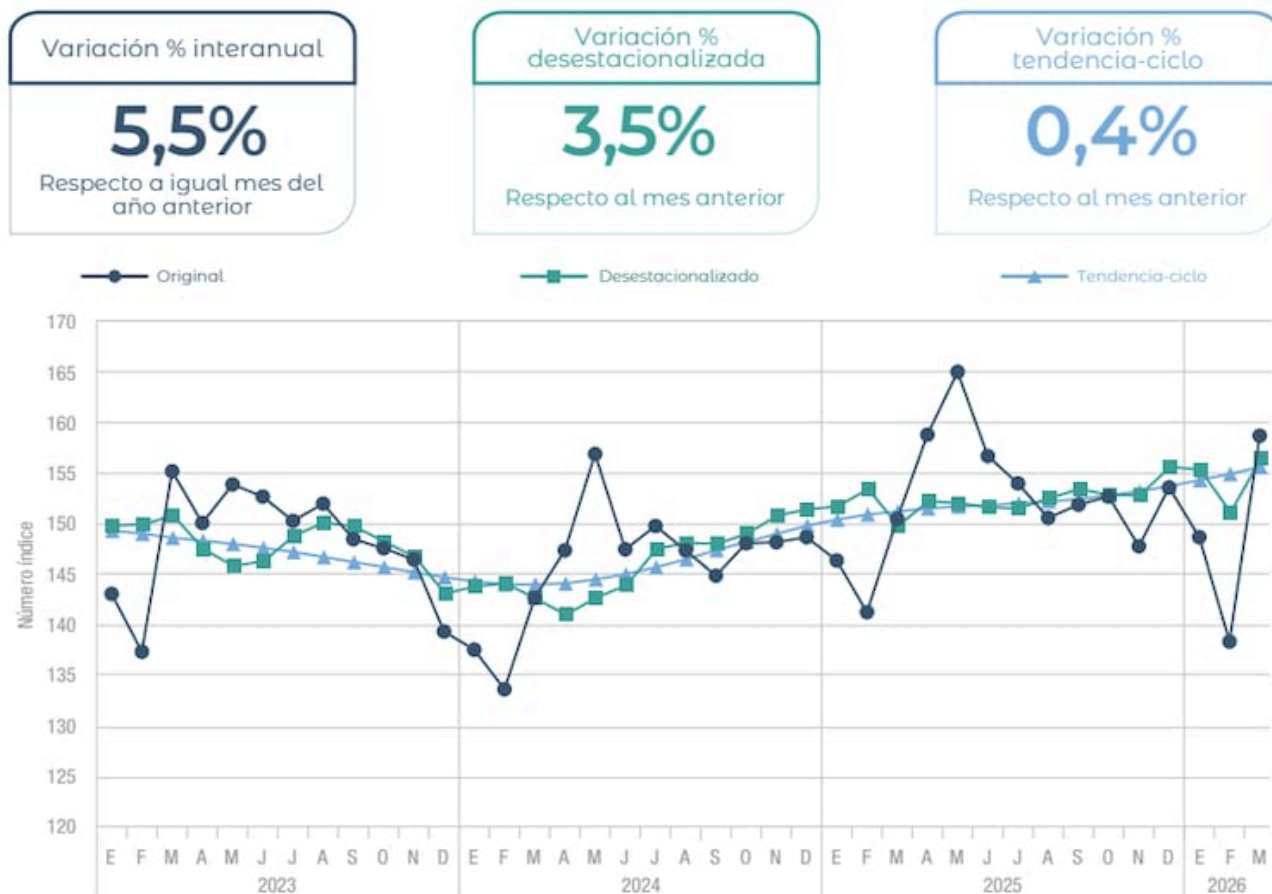 Variación % interanual
5,5%
Respecto a igual mes del
año anterior
Variación %
desestacionalizada
3,5%
Respecto al mes anterior
Variación %
tendencia-ciclo
0,4%
Respecto al mes anterior
Original
Desestacionalizado
Tendencia-ciclo
Número índice
170
165
160
155
150
145
140
135
130
125
120
E F M A M J J A S O N D E F M A M J J A S O N D E F M A M J J A S O N D E F M
2023 2024 2025 2026